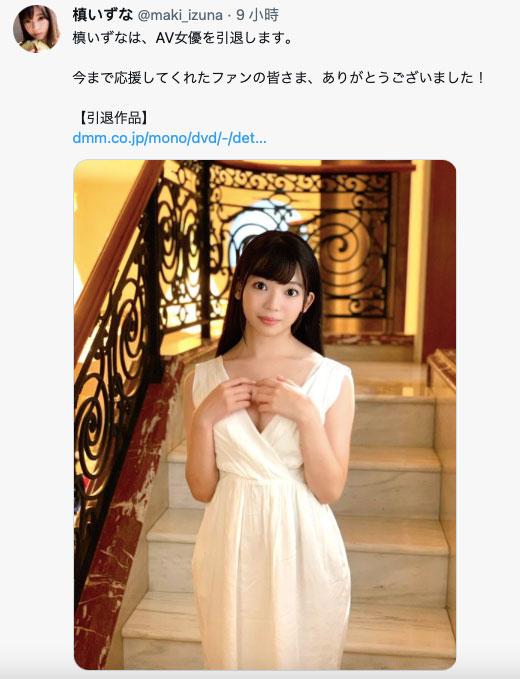 槙いずな @maki_izuna · 9 小時
槙いずなは、AV女優を引退します。
今まで応援してくれたファンの皆さま、ありがとうございました！
【引退作品】
dmm.co.jp/mono/dvd/-/det...